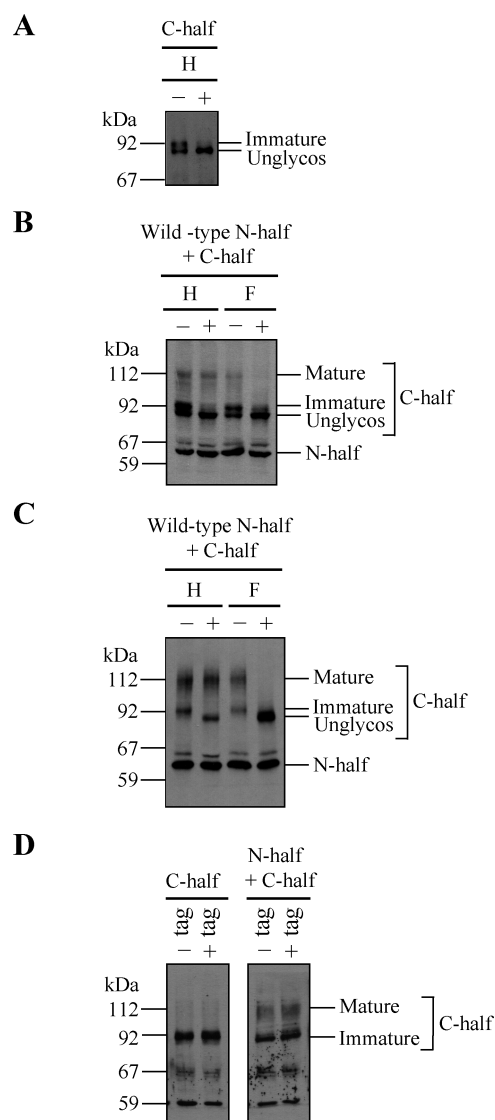 A
C-half
H
− +
kDa
92
Immature
Unglycos
67
B
Wild -type N-half
+ C-half
H F
− + − +
kDa
112
Mature
92
Immature
C-half
Unglycos
67
N-half
59
C
Wild-type N-half
+ C-half
H F
− + − +
kDa
112
Mature
92
Immature
C-half
Unglycos
67
N-half
59
D
N-half
C-half + C-half
− tag + tag − tag + tag
kDa
112
Mature
C-half
92
Immature
67
59